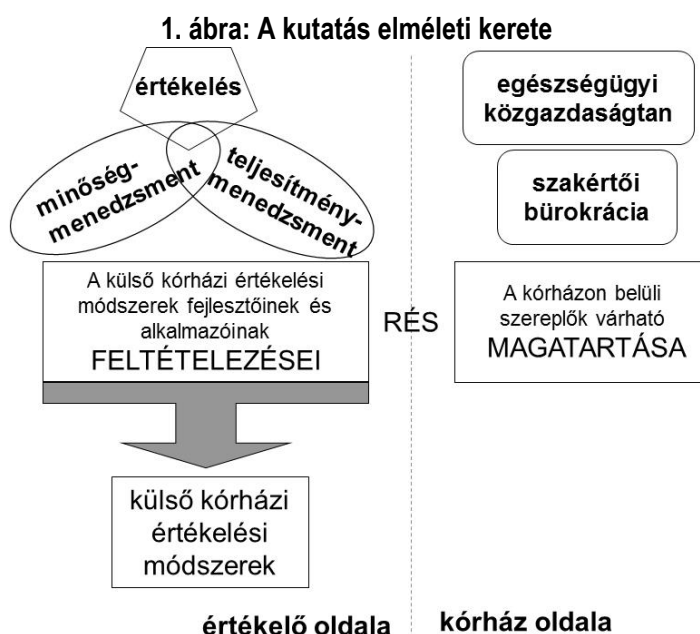 1. ábra: A kutatás elméleti kerete
értékelés
minőség-
menedzsment
teljesítmény-
menedzsment
A külső kórházi értékelési
módszerek fejlesztőinek és
alkalmazóinak
FELTÉTELEZÉSEI
külső kórházi
értékelési
módszerek
értékelő oldala
RÉS
egészségügyi
közgazdaságtan
szakértői
bürokrácia
A kórházon belüli
szereplők várható
MAGATARTÁSA
kórház oldala